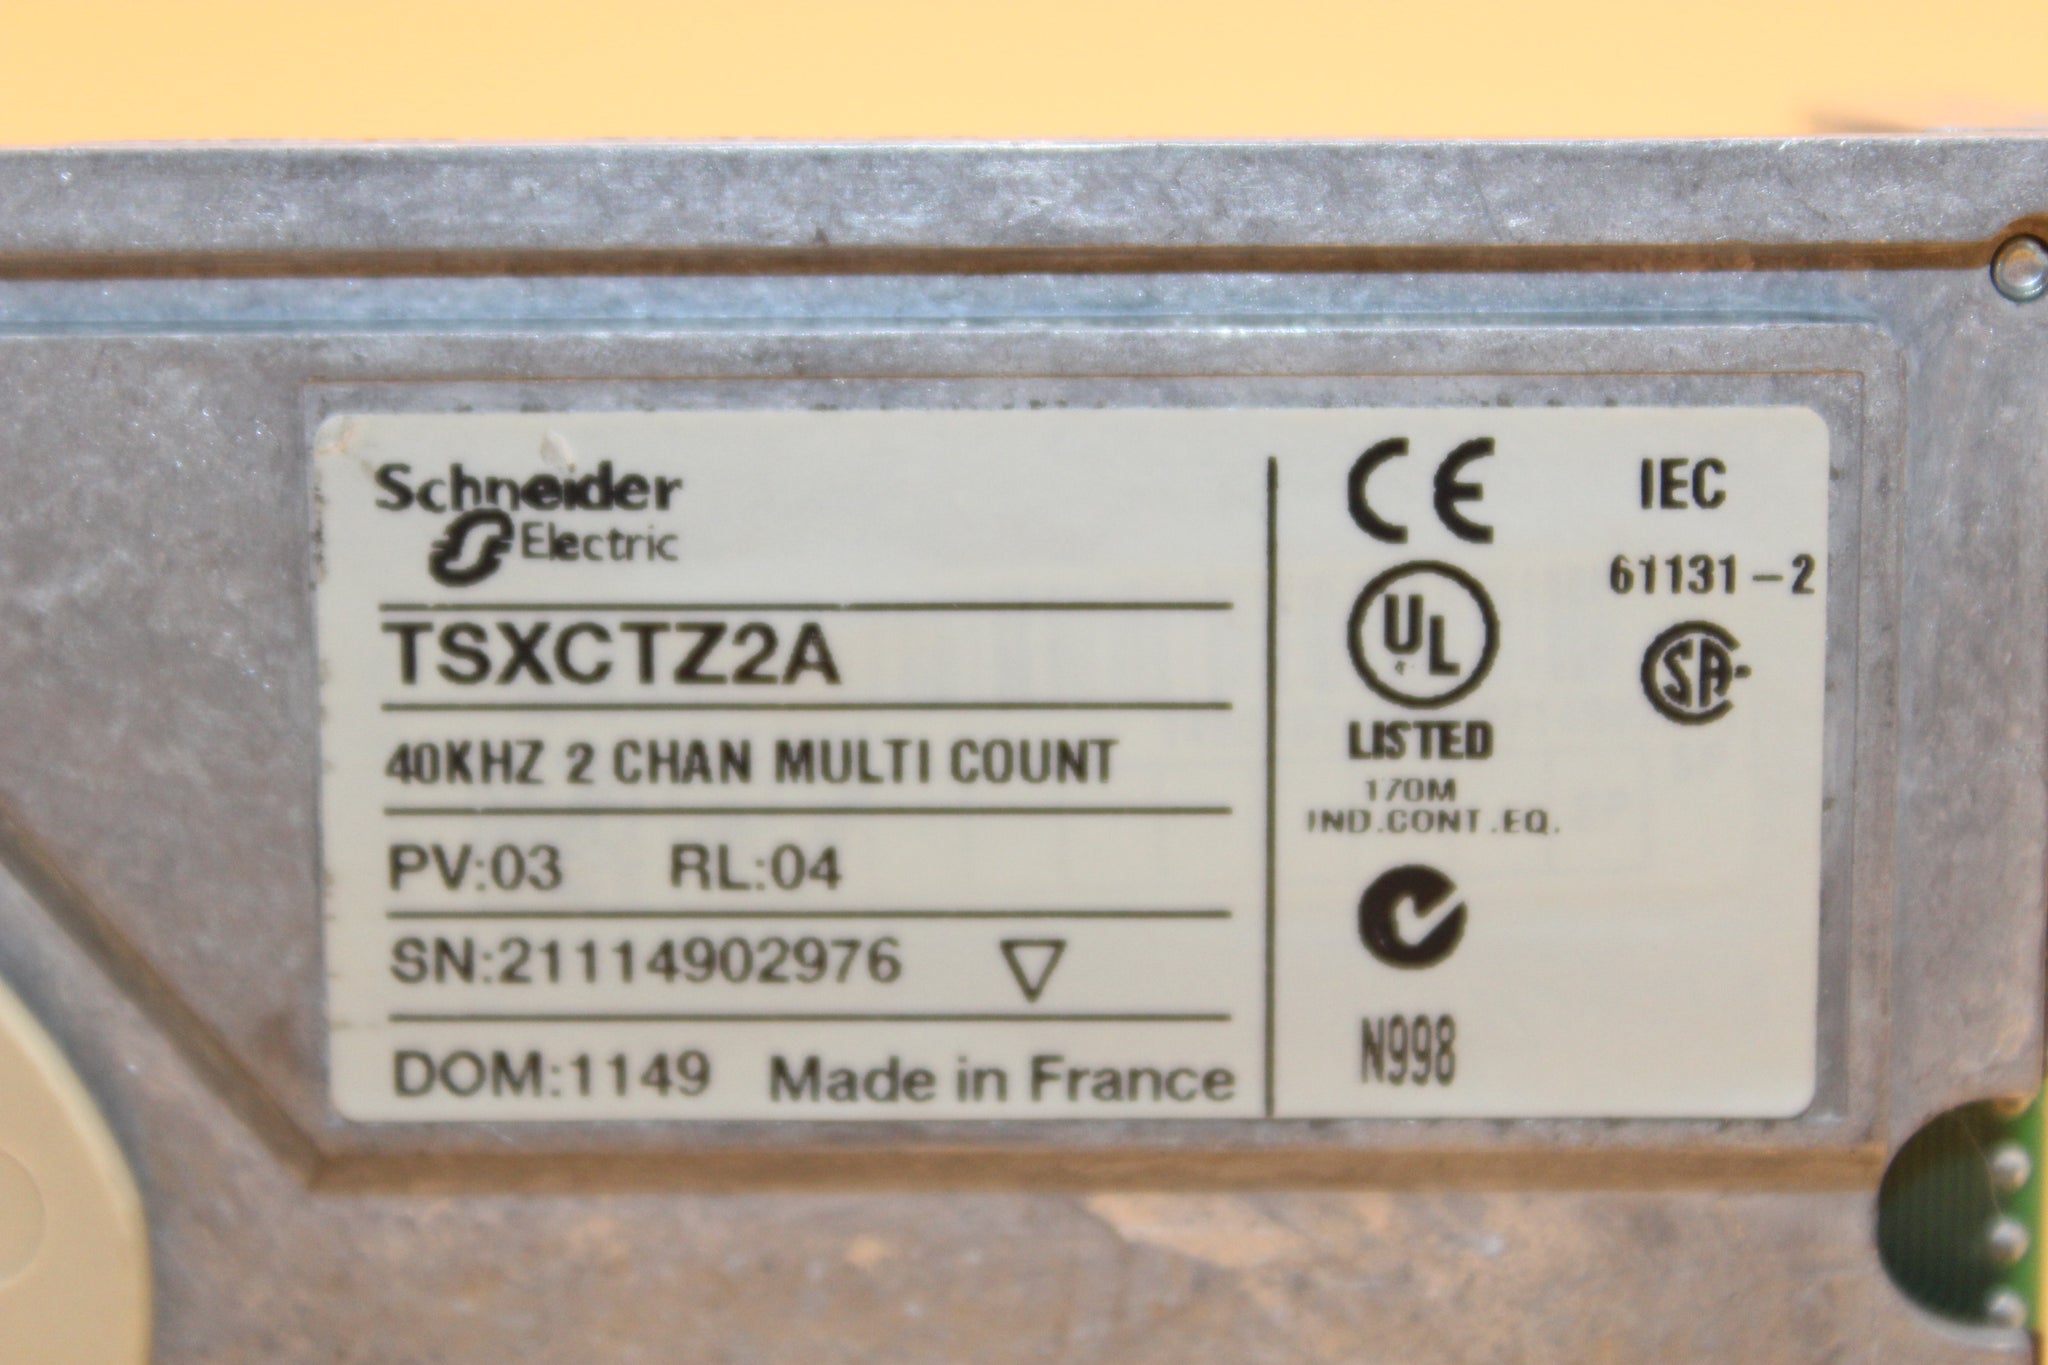 Schneider
Electric
TSXCTZ2A
40KHZ 2 CHAN MULTI COUNT
PV:03 RL:04
SN:21114902976
DOM:1149 Made in France
CE
IEC
61131-2
UL
LISTED
170M
IND.CONT.EQ.
SA
N998